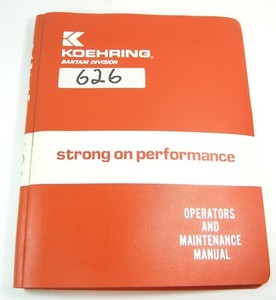 KOEHRING®
BANTAM DIVISION
626
strong on performance
OPERATORS
AND
MAINTENANCE
MANUAL